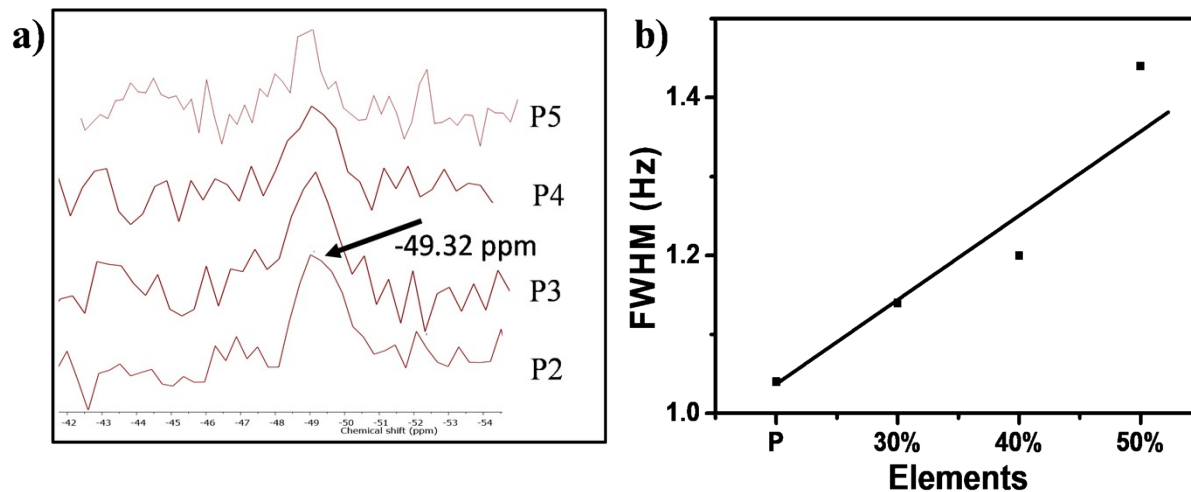 a)
P5
P4
-49.32 ppm
P3
P2
-42 -43 -44 -45 -46 -47 -48 -49 -50 -51 -52 -53 -54
Chemical shift (ppm)
b)
FWHM (Hz)
1.4
1.2
1.0
P 30% 40% 50%
Elements